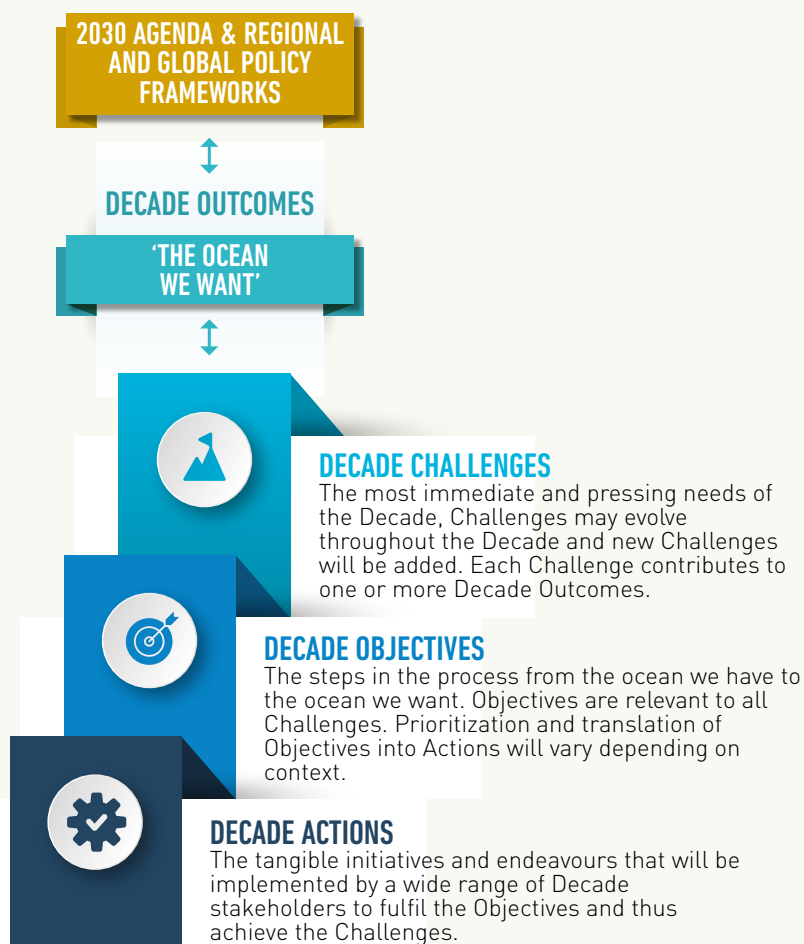 2030 AGENDA & REGIONAL
AND GLOBAL POLICY
FRAMEWORKS
DECADE OUTCOMES
‘THE OCEAN
WE WANT’
DECADE CHALLENGES
The most immediate and pressing needs of
the Decade, Challenges may evolve
throughout the Decade and new Challenges
will be added. Each Challenge contributes to
one or more Decade Outcomes.
DECADE OBJECTIVES
The steps in the process from the ocean we have to
the ocean we want. Objectives are relevant to all
Challenges. Prioritization and translation of
Objectives into Actions will vary depending on
context.
DECADE ACTIONS
The tangible initiatives and endeavours that will be
implemented by a wide range of Decade
stakeholders to fulfil the Objectives and thus
achieve the Challenges.